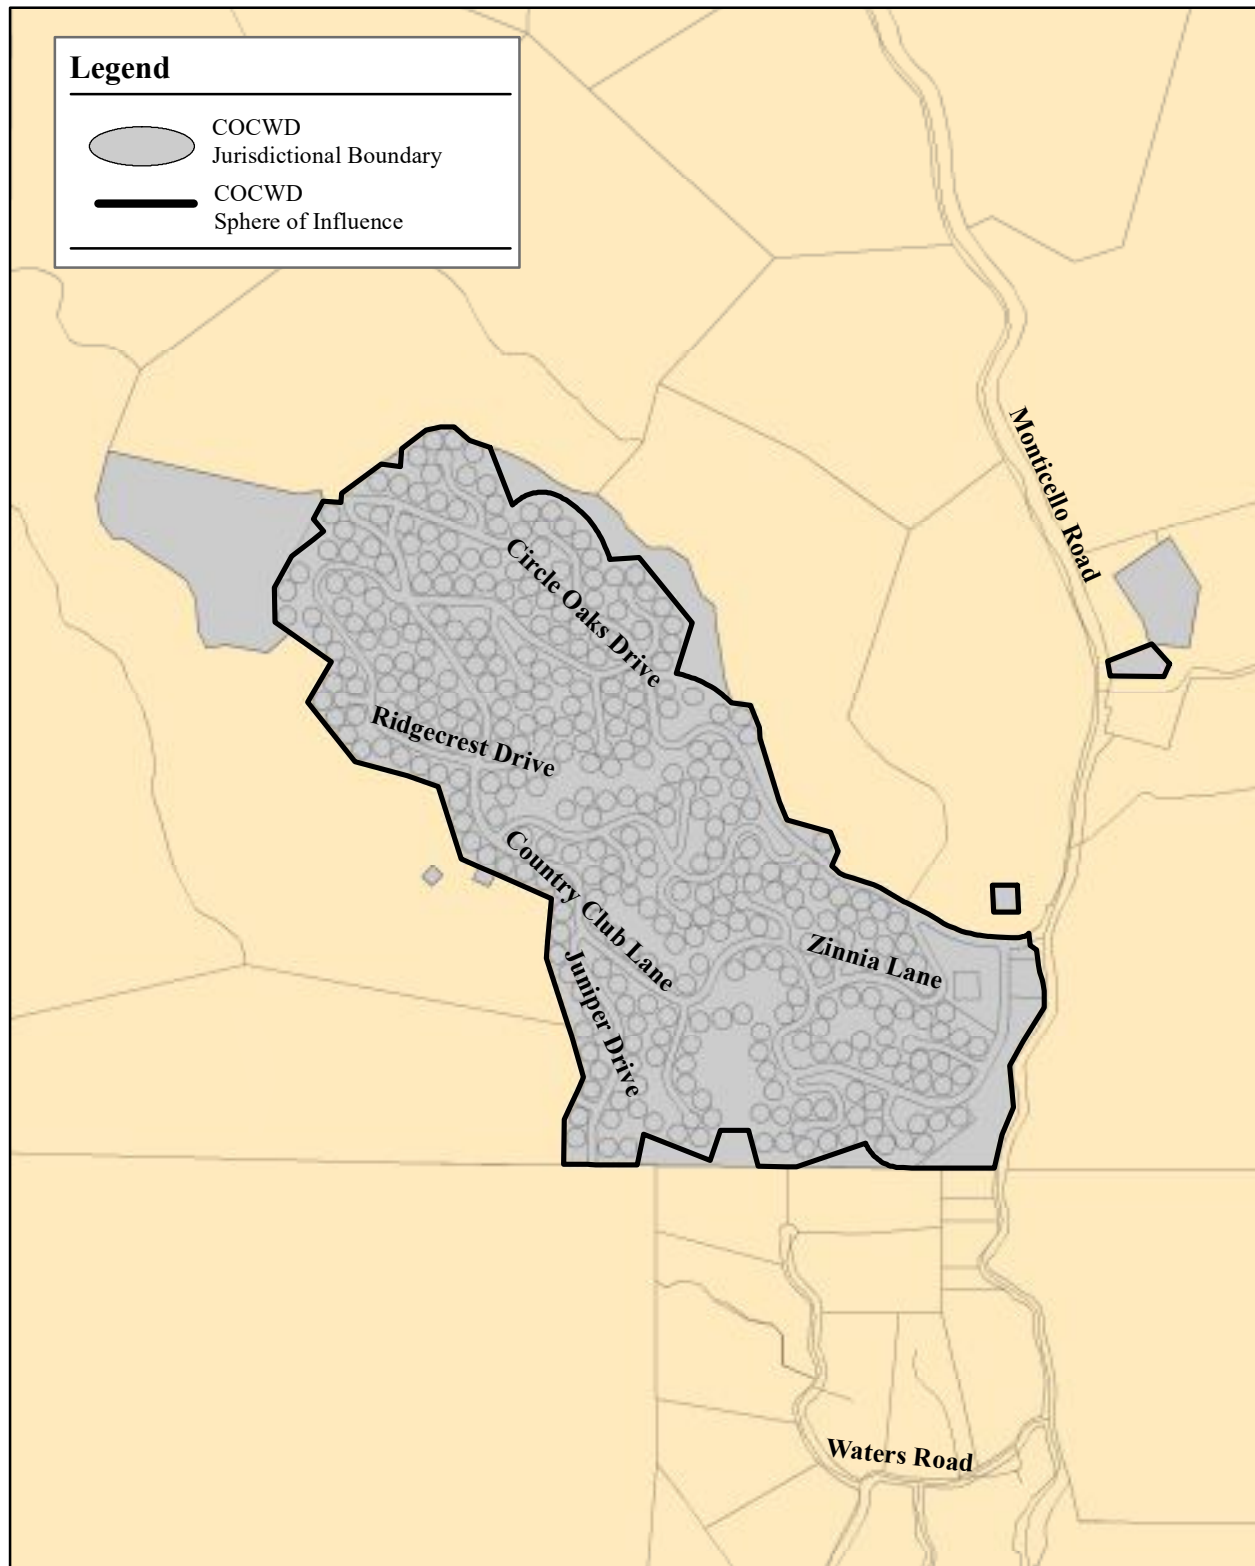 Legend
COCWD
Jurisdictional Boundary
COCWD
Sphere of Influence
Monticello Road
Circle Oaks Drive
Ridgecrest Drive
Country Club Lane
Zinnia Lane
Juniper Drive
Waters Road